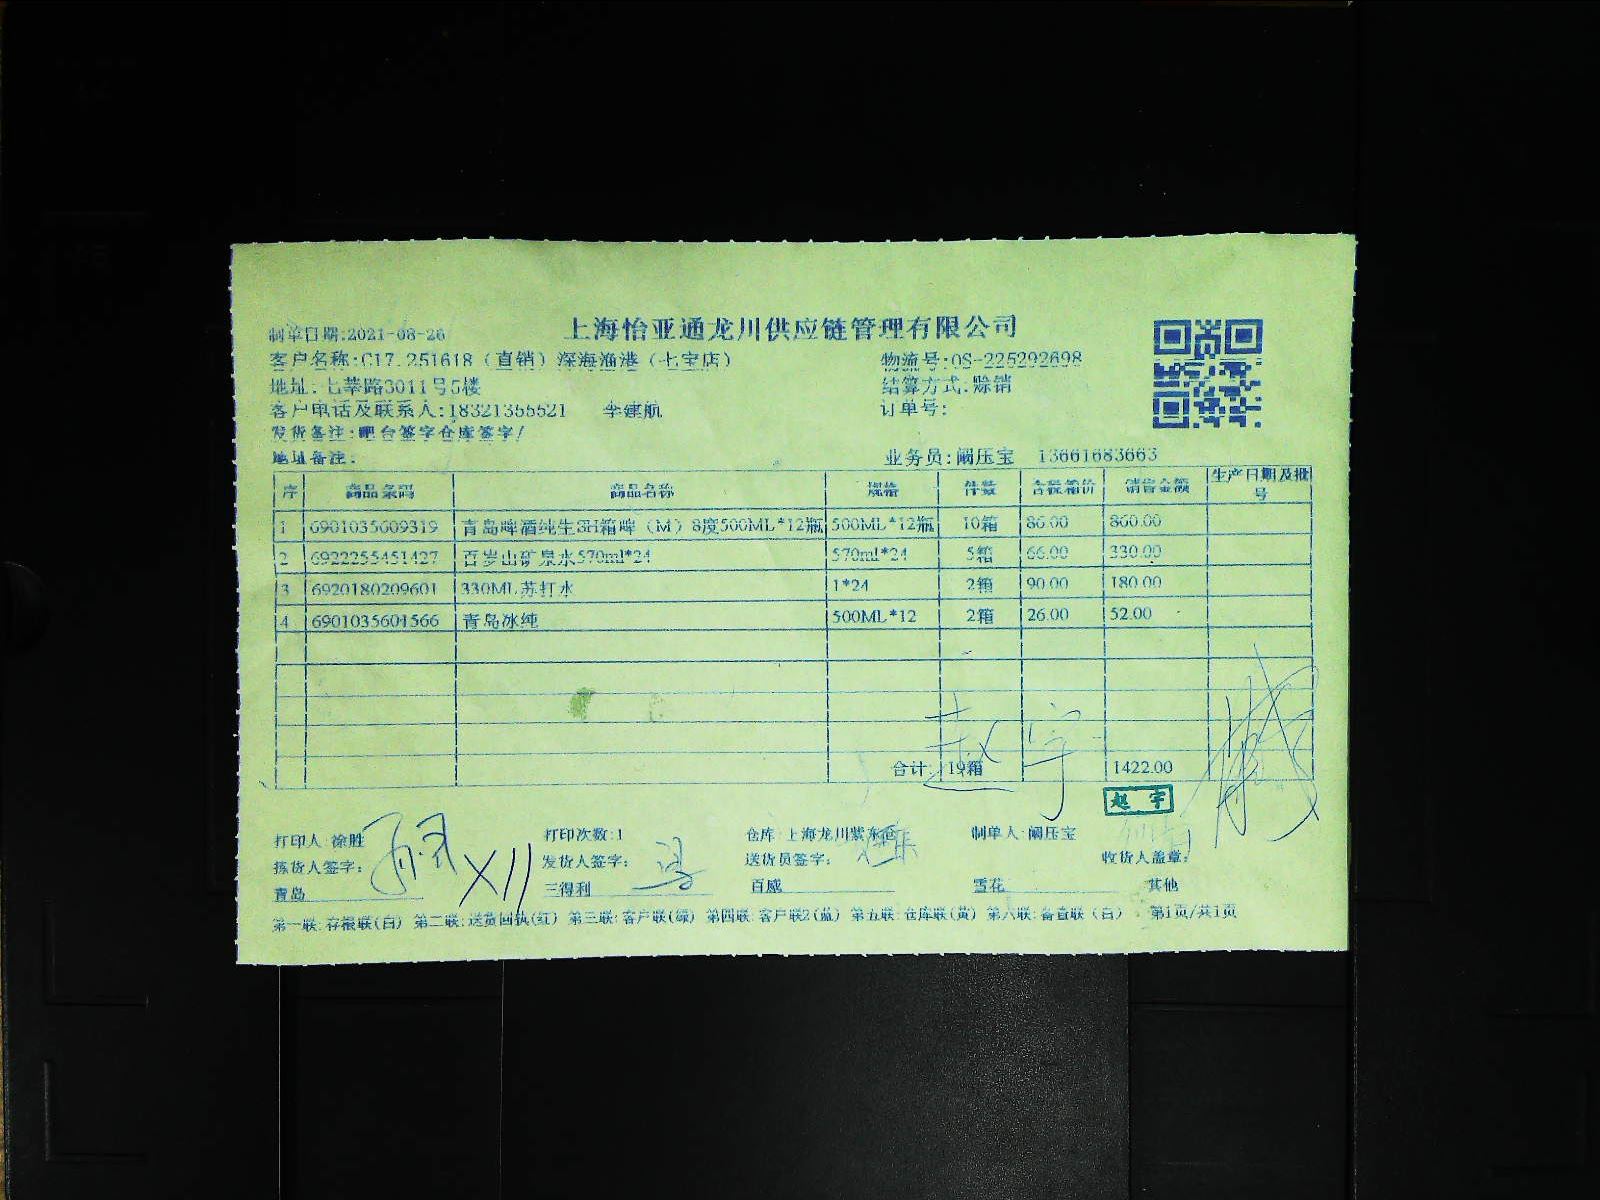 上海怡亚通龙川供应链管理有限公司
制单日期:2021-08-26
客户名称:C17.251618（直销）深海渔港（七宝店） 物流号:OS-225292698
地址:七莘路3011号5楼 结算方式:赊销
客户电话及联系人:18321355521 李建航 订单号:
发货备注:吧台签字仓库签字/
地址备注: 业务员:阚压宝 13661683663
序 商品条码 商品名称 规格 件数 含税箱价 销售金额 生产日期及批号
1 6901035609319 青岛啤酒纯生8H箱啤（M）8度500ML*12瓶 500ML*12瓶 10箱 86.00 860.00
2 6922255451427 百岁山矿泉水570ml*24 570ml*24 5箱 66.00 330.00
3 6920180209601 330ML苏打水 1*24 2箱 90.00 180.00
4 6901035601566 青岛冰纯 500ML*12 2箱 26.00 52.00
合计: 19箱 1422.00
赵宇
赵宇
打印人:徐胜 打印次数:1 仓库:上海龙川紫东仓 制单人:阚压宝
拣货人签字: 发货人签字: 送货员签字: 收货人盖章:
青岛 三得利 百威 雪花 其他
第一联:存根联(白) 第二联:送货回执(红) 第三联:客户联(绿) 第四联:客户联2(蓝) 第五联:仓库联(黄) 第六联:备查联(白) 第1页/共1页